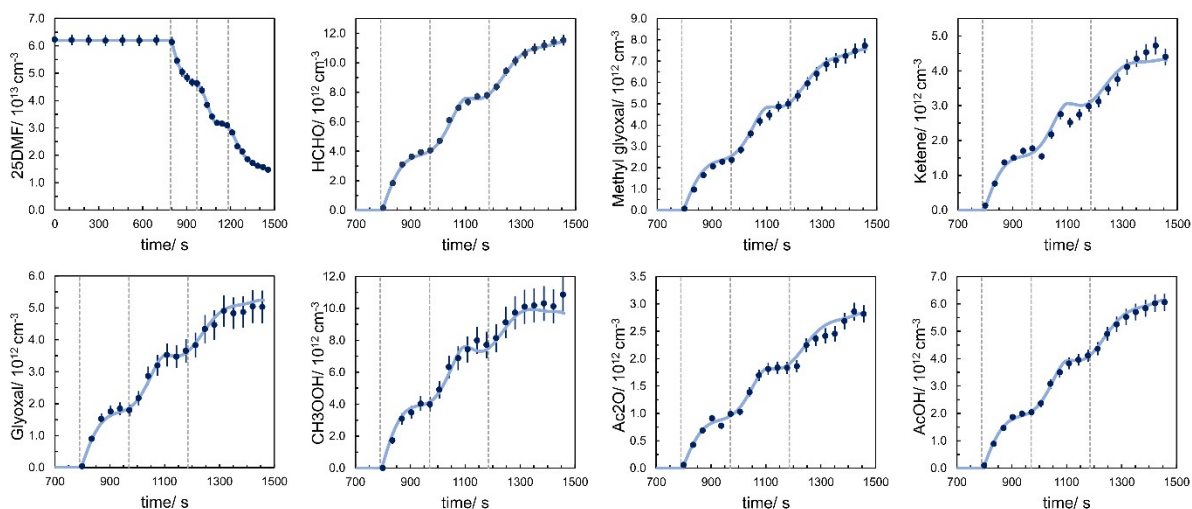 25DMF/ 10¹³ cm⁻³
7.5
6.0
4.5
3.0
1.5
0.0
0 300 600 900 1200 1500
time/ s
HCHO/ 10¹² cm⁻³
12.0
10.0
8.0
6.0
4.0
2.0
0.0
700 900 1100 1300 1500
time/ s
Methyl glyoxal/ 10¹² cm⁻³
9.0
8.0
7.0
6.0
5.0
4.0
3.0
2.0
1.0
0.0
700 900 1100 1300 1500
time/ s
Ketene/ 10¹² cm⁻³
5.0
4.0
3.0
2.0
1.0
0.0
700 900 1100 1300 1500
time/ s
Glyoxal/ 10¹² cm⁻³
6.0
5.0
4.0
3.0
2.0
1.0
0.0
700 900 1100 1300 1500
time/ s
CH3OOH/ 10¹² cm⁻³
12.0
10.0
8.0
6.0
4.0
2.0
0.0
700 900 1100 1300 1500
time/ s
Ac2O/ 10¹² cm⁻³
3.5
3.0
2.5
2.0
1.5
1.0
0.5
0.0
700 900 1100 1300 1500
time/ s
AcOH/ 10¹² cm⁻³
7.0
6.0
5.0
4.0
3.0
2.0
1.0
0.0
700 900 1100 1300 1500
time/ s